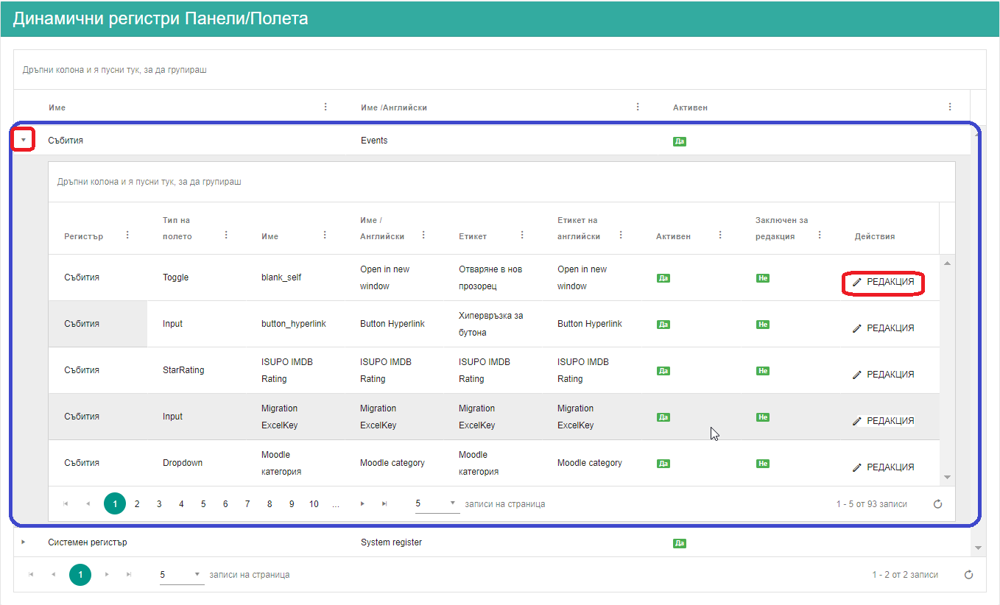 Динамични регистри Панели/Полета
Дръпни колона и я пусни тук, за да групираш
Име Име /Английски Активен
Събития Events Да
Дръпни колона и я пусни тук, за да групираш
Регистър Тип на полето Име Име / Английски Етикет Етикет на английски Активен Заключен за редакция Действия
Събития Toggle blank_self Open in new window Отваряне в нов прозорец Open in new window Да Не РЕДАКЦИЯ
Събития Input button_hyperlink Button Hyperlink Хипервръзка за бутона Button Hyperlink Да Не РЕДАКЦИЯ
Събития StarRating ISUPO IMDB Rating ISUPO IMDB Rating ISUPO IMDB Rating ISUPO IMDB Rating Да Не РЕДАКЦИЯ
Събития Input Migration ExcelKey Migration ExcelKey Migration ExcelKey Migration ExcelKey Да Не РЕДАКЦИЯ
Събития Dropdown Moodle категория Moodle category Moodle категория Moodle category Да Не РЕДАКЦИЯ
1 2 3 4 5 6 7 8 9 10 ... 5 записи на страница 1 - 5 от 93 записи
Системен регистър System register Да
1 5 записи на страница 1 - 2 от 2 записи